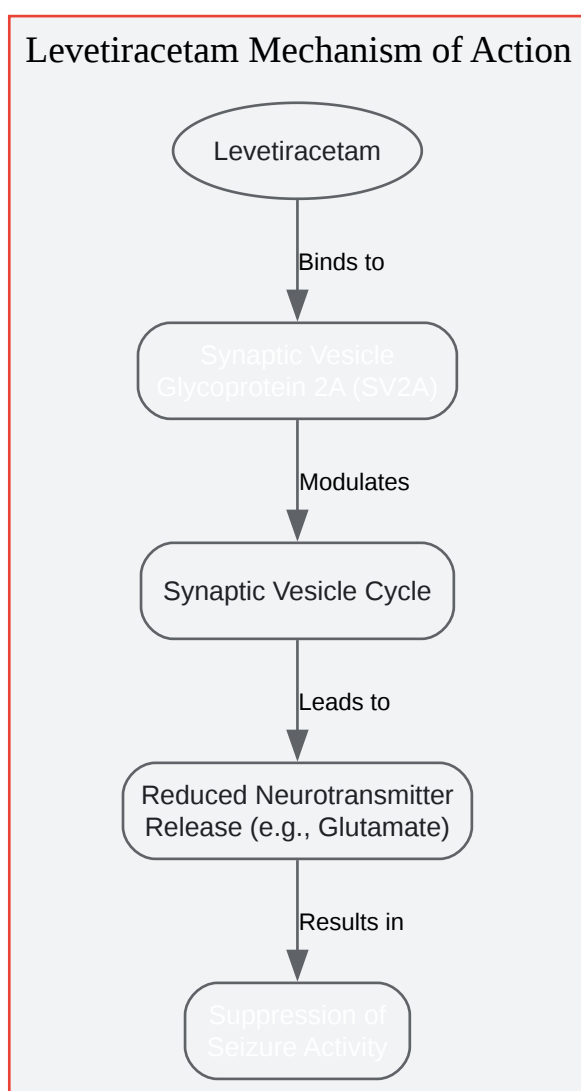 Levetiracetam Mechanism of Action
Levetiracetam
Binds to
Synaptic Vesicle
Glycoprotein 2A (SV2A)
Modulates
Synaptic Vesicle Cycle
Leads to
Reduced Neurotransmitter
Release (e.g., Glutamate)
Results in
Suppression of
Seizure Activity